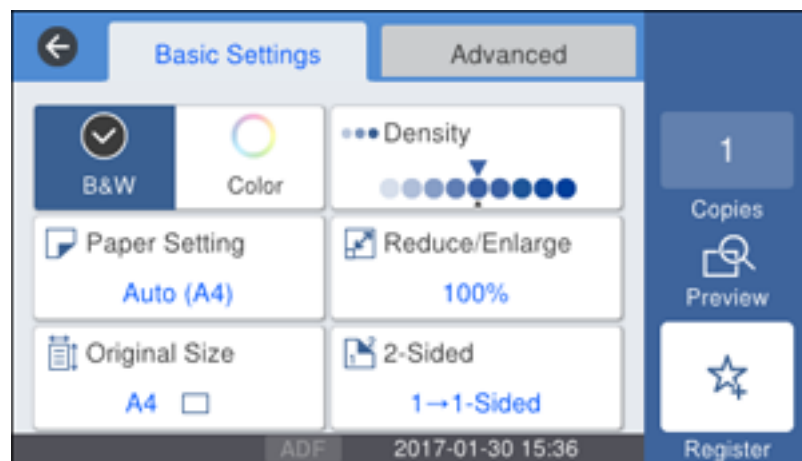 Basic Settings
Advanced
B&W
Color
Density
1
Copies
Paper Setting
Auto (A4)
Reduce/Enlarge
100%
Preview
Original Size
A4
2-Sided
1→1-Sided
ADF
2017-01-30 15:36
Register